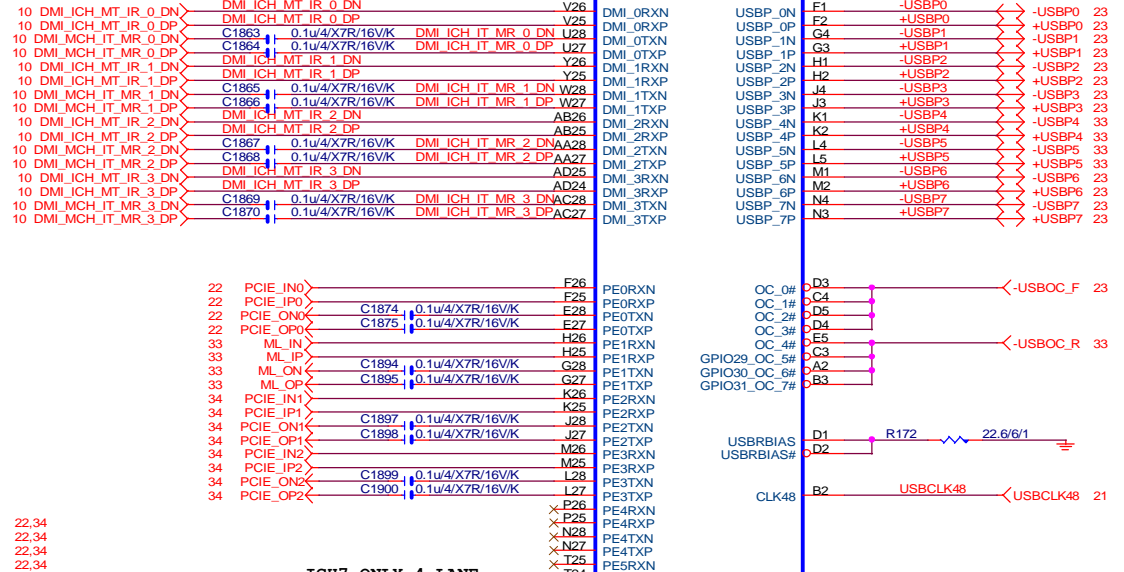 10 DMI_ICH_MT_IR_0_DN DMI_ICH_MT_IR_0_DN V26 DMI_0RXN USBP_0N F1 -USBP0 -USBP0 23
10 DMI_ICH_MT_IR_0_DP DMI_ICH_MT_IR_0_DP V25 DMI_0RXP USBP_0P F2 +USBP0 +USBP0 23
10 DMI_MCH_IT_MR_0_DN C1863 0.1u/4/X7R/16V/K DMI_ICH_IT_MR_0_DN U28 DMI_0TXN USBP_1N G4 -USBP1 -USBP1 23
10 DMI_MCH_IT_MR_0_DP C1864 0.1u/4/X7R/16V/K DMI_ICH_IT_MR_0_DP U27 DMI_0TXP USBP_1P G3 +USBP1 +USBP1 23
10 DMI_ICH_MT_IR_1_DN DMI_ICH_MT_IR_1_DN Y26 DMI_1RXN USBP_2N H1 -USBP2 -USBP2 23
10 DMI_ICH_MT_IR_1_DP DMI_ICH_MT_IR_1_DP Y25 DMI_1RXP USBP_2P H2 +USBP2 +USBP2 23
10 DMI_MCH_IT_MR_1_DN C1865 0.1u/4/X7R/16V/K DMI_ICH_IT_MR_1_DN W28 DMI_1TXN USBP_3N J4 -USBP3 -USBP3 23
10 DMI_MCH_IT_MR_1_DP C1866 0.1u/4/X7R/16V/K DMI_ICH_IT_MR_1_DP W27 DMI_1TXP USBP_3P J3 +USBP3 +USBP3 23
10 DMI_ICH_MT_IR_2_DN DMI_ICH_MT_IR_2_DN AB26 DMI_2RXN USBP_4N K1 -USBP4 -USBP4 33
10 DMI_ICH_MT_IR_2_DP DMI_ICH_MT_IR_2_DP AB25 DMI_2RXP USBP_4P K2 +USBP4 +USBP4 33
10 DMI_MCH_IT_MR_2_DN C1867 0.1u/4/X7R/16V/K DMI_ICH_IT_MR_2_DN AA28 DMI_2TXN USBP_5N L4 -USBP5 -USBP5 33
10 DMI_MCH_IT_MR_2_DP C1868 0.1u/4/X7R/16V/K DMI_ICH_IT_MR_2_DP AA27 DMI_2TXP USBP_5P L5 +USBP5 +USBP5 33
10 DMI_ICH_MT_IR_3_DN DMI_ICH_MT_IR_3_DN AD25 DMI_3RXN USBP_6N M1 -USBP6 -USBP6 23
10 DMI_ICH_MT_IR_3_DP DMI_ICH_MT_IR_3_DP AD24 DMI_3RXP USBP_6P M2 +USBP6 +USBP6 23
10 DMI_MCH_IT_MR_3_DN C1869 0.1u/4/X7R/16V/K DMI_ICH_IT_MR_3_DN AC28 DMI_3TXN USBP_7N N4 -USBP7 -USBP7 23
10 DMI_MCH_IT_MR_3_DP C1870 0.1u/4/X7R/16V/K DMI_ICH_IT_MR_3_DP AC27 DMI_3TXP USBP_7P N3 +USBP7 +USBP7 23
22 PCIE_IN0 F26 PE0RXN OC_0# D3 -USBOC_F 23
22 PCIE_IP0 F25 PE0RXP OC_1# C4
22 PCIE_ON0 C1874 0.1u/4/X7R/16V/K E28 PE0TXN OC_2# D5
22 PCIE_OP0 C1875 0.1u/4/X7R/16V/K E27 PE0TXP OC_3# D4
33 ML_IN H26 PE1RXN OC_4# E5 -USBOC_R 33
33 ML_IP H25 PE1RXP GPIO29_OC_5# C3
33 ML_ON C1894 0.1u/4/X7R/16V/K G28 PE1TXN GPIO30_OC_6# A2
33 ML_OP C1895 0.1u/4/X7R/16V/K G27 PE1TXP GPIO31_OC_7# B3
34 PCIE_IN1 K26 PE2RXN
34 PCIE_IP1 K25 PE2RXP
34 PCIE_ON1 C1897 0.1u/4/X7R/16V/K J28 PE2TXN
34 PCIE_OP1 C1898 0.1u/4/X7R/16V/K J27 PE2TXP USBRBIAS D1 R172 22.6/6/1
34 PCIE_IN2 M26 PE3RXN USBRBIAS# D2
34 PCIE_IP2 M25 PE3RXP
34 PCIE_ON2 C1899 0.1u/4/X7R/16V/K L28 PE3TXN
34 PCIE_OP2 C1900 0.1u/4/X7R/16V/K L27 PE3TXP CLK48 B2 USBCLK48 USBCLK48 21
P26 PE4RXN
22,34 P25 PE4RXP
22,34 N28 PE4TXN
22,34 N27 PE4TXP
22,34 T25 PE5RXN
ICH7 ONLY 4 LANE